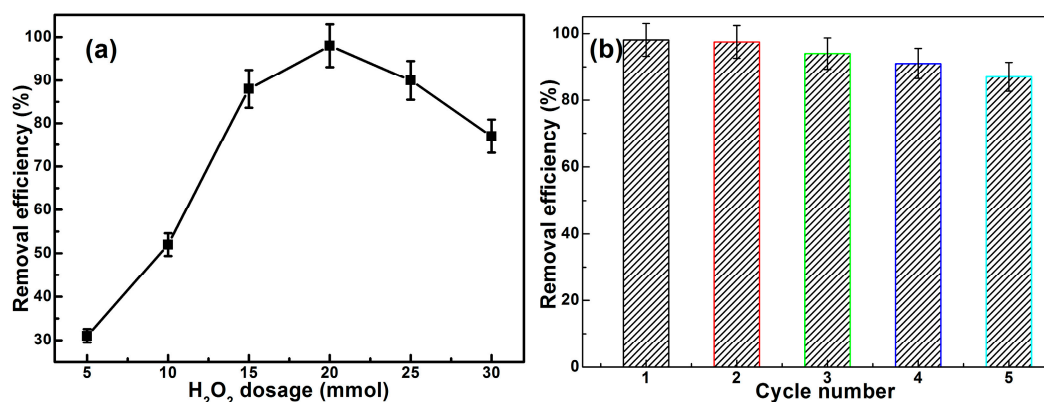 (a)
Removal efficiency (%)
100
90
80
70
60
50
40
30
5 10 15 20 25 30
H₂O₂ dosage (mmol)
(b)
Removal efficiency (%)
100
80
60
40
20
0
1 2 3 4 5
Cycle number